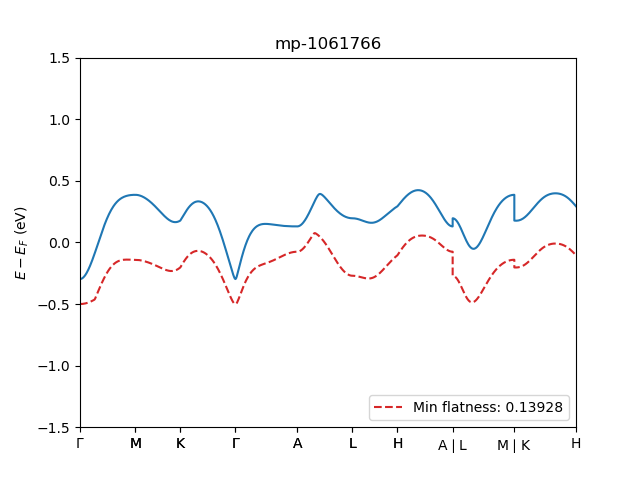 mp-1061766
E − E_F (eV)
1.5
1.0
0.5
0.0
−0.5
−1.0
−1.5
Min flatness: 0.13928
Γ M K Γ A L H A | L M | K H